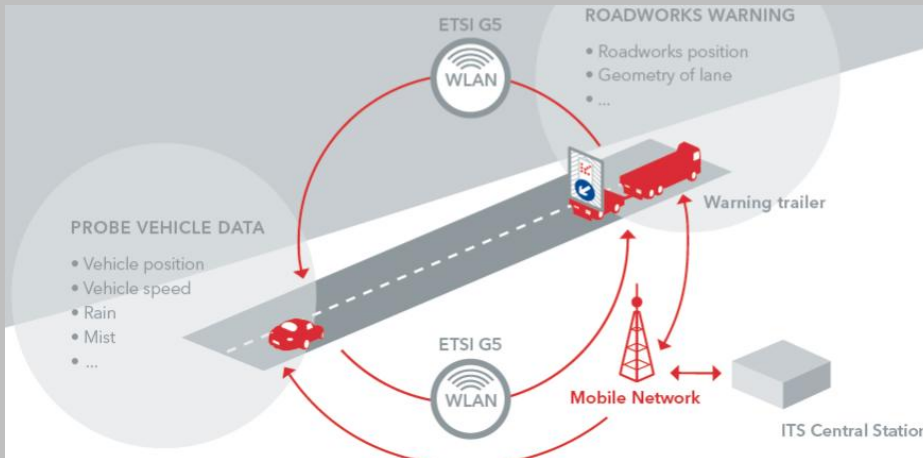 ROADWORKS WARNING
• Roadworks position
• Geometry of lane
• ...
ETSI G5
WLAN
Warning trailer
PROBE VEHICLE DATA
• Vehicle position
• Vehicle speed
• Rain
• Mist
• ...
ETSI G5
WLAN
Mobile Network
ITS Central Station